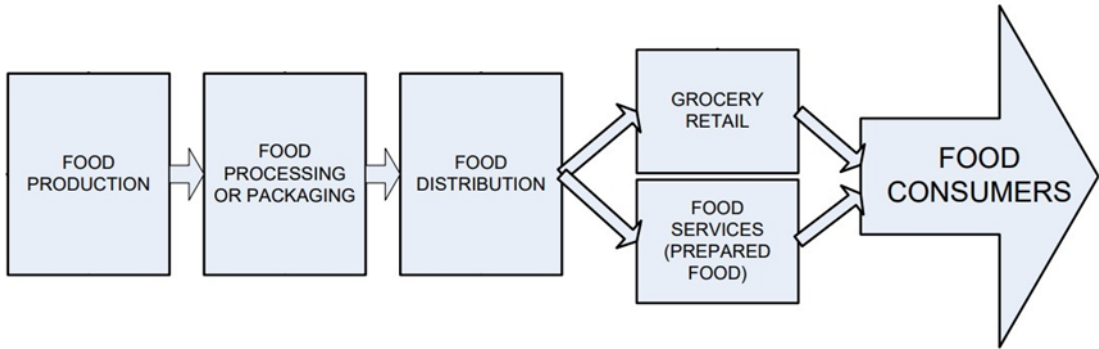 FOOD
PRODUCTION
FOOD
PROCESSING
OR PACKAGING
FOOD
DISTRIBUTION
GROCERY
RETAIL
FOOD
SERVICES
(PREPARED
FOOD)
FOOD
CONSUMERS